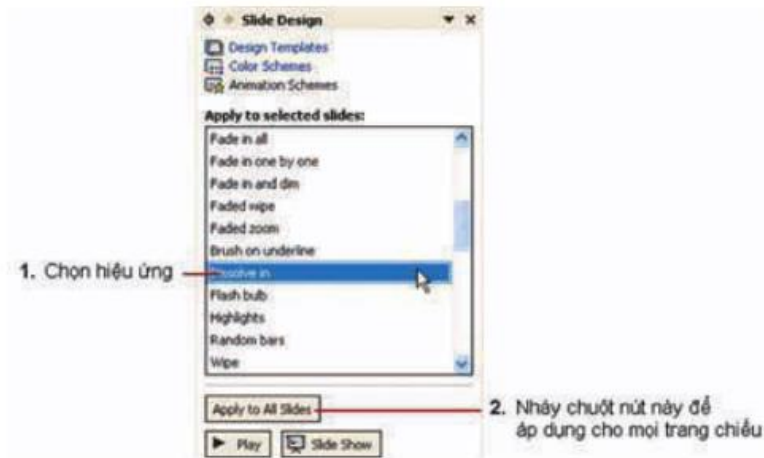 Slide Design
Design Templates
Color Schemes
Animation Schemes
Apply to selected slides:
Fade in all
Fade in one by one
Fade in and dim
Faded wipe
Faded zoom
Brush on underline
1. Chọn hiệu ứng
Dissolve in
Flash bulb
Highlights
Random bars
Wipe
Apply to All Slides
2. Nháy chuột nút này để
áp dụng cho mọi trang chiếu
Play Slide Show